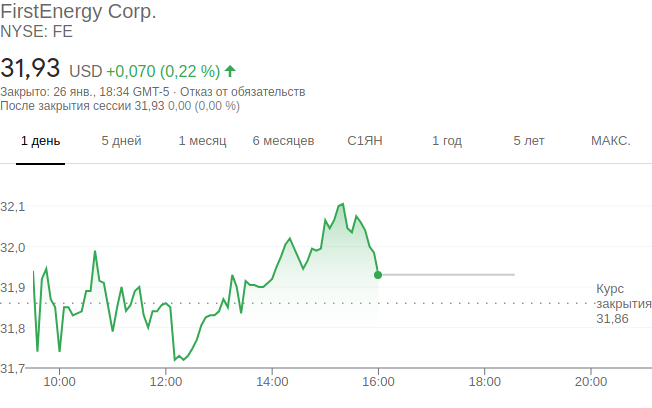 FirstEnergy Corp.
NYSE: FE
31,93 USD +0,070 (0,22 %)
Закрыто: 26 янв., 18:34 GMT-5 · Отказ от обязательств
После закрытия сессии 31,93 0,00 (0,00 %)
1 день 5 дней 1 месяц 6 месяцев С1ЯН 1 год 5 лет МАКС.
32,1
32,0
31,9
Курс
закрытия
31,86
31,8
31,7
10:00 12:00 14:00 16:00 18:00 20:00